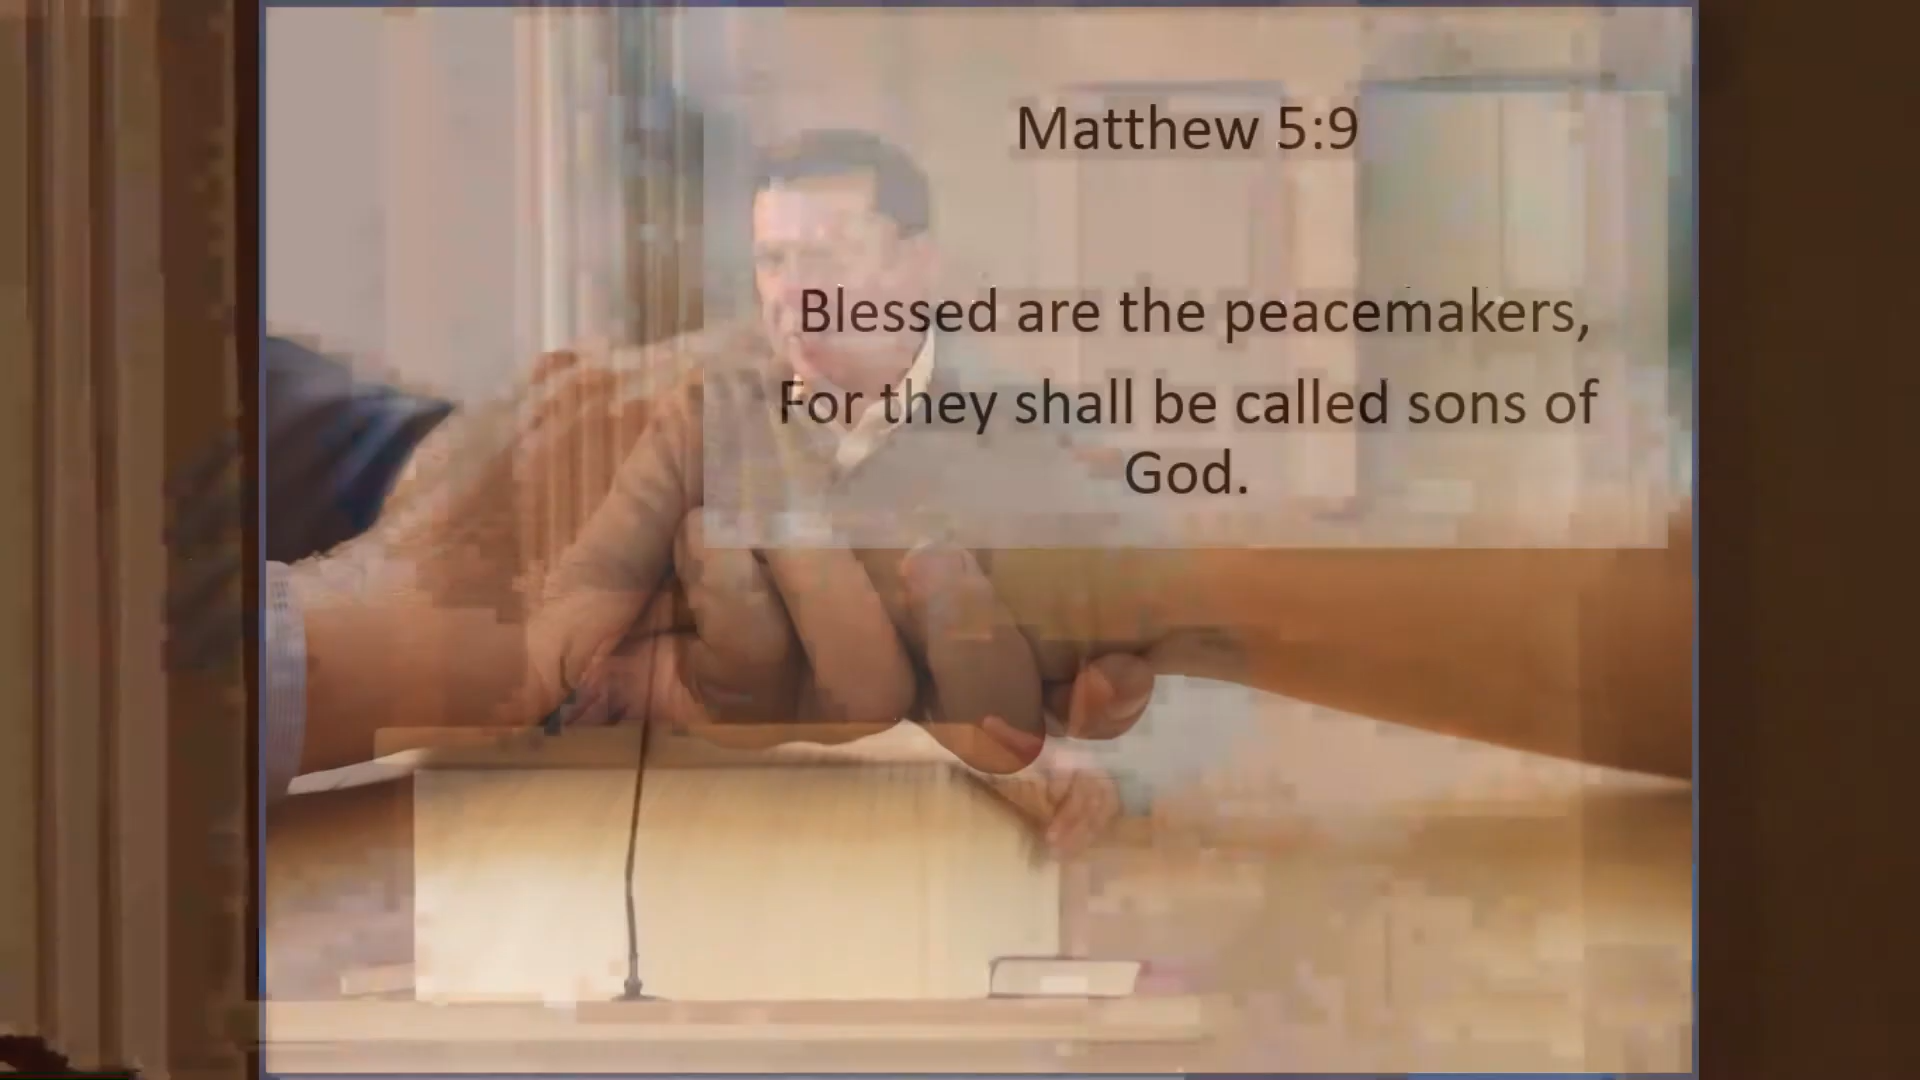 Matthew 5:9
Blessed are the peacemakers,
For they shall be called sons of
God.